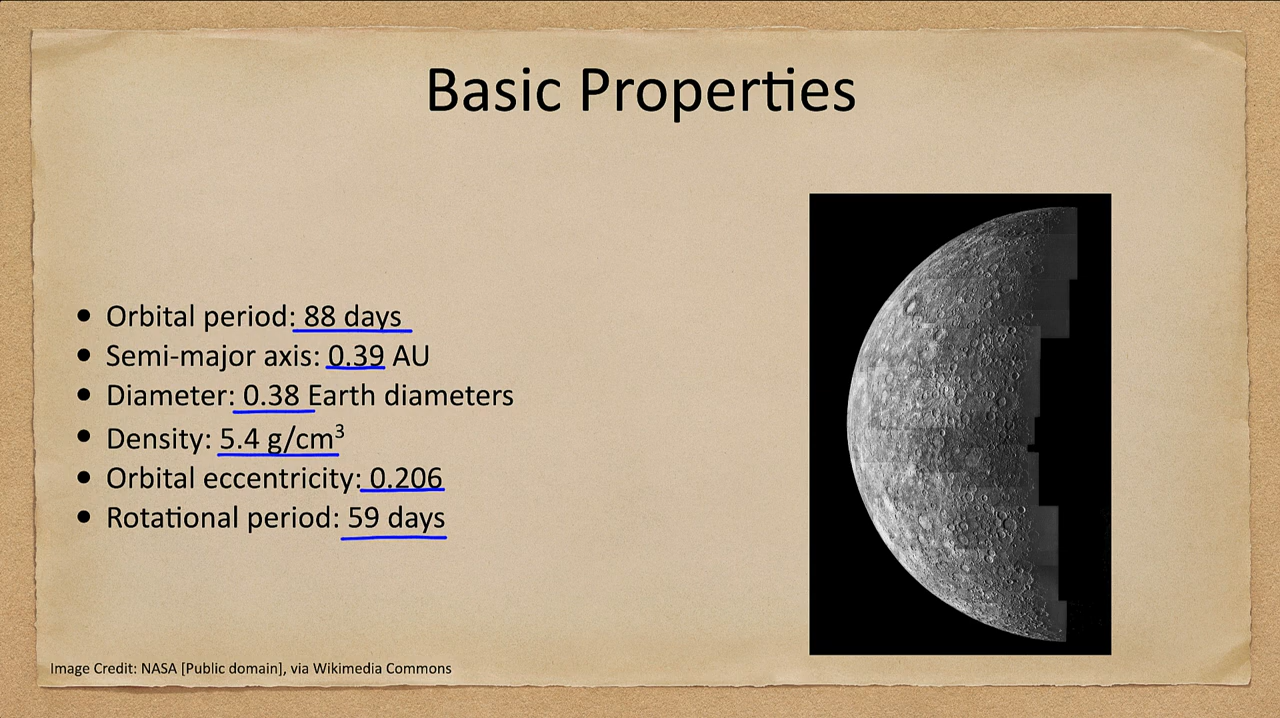 Basic Properties
• Orbital period: 88 days
• Semi-major axis: 0.39 AU
• Diameter: 0.38 Earth diameters
• Density: 5.4 g/cm³
• Orbital eccentricity: 0.206
• Rotational period: 59 days
Image Credit: NASA [Public domain], via Wikimedia Commons